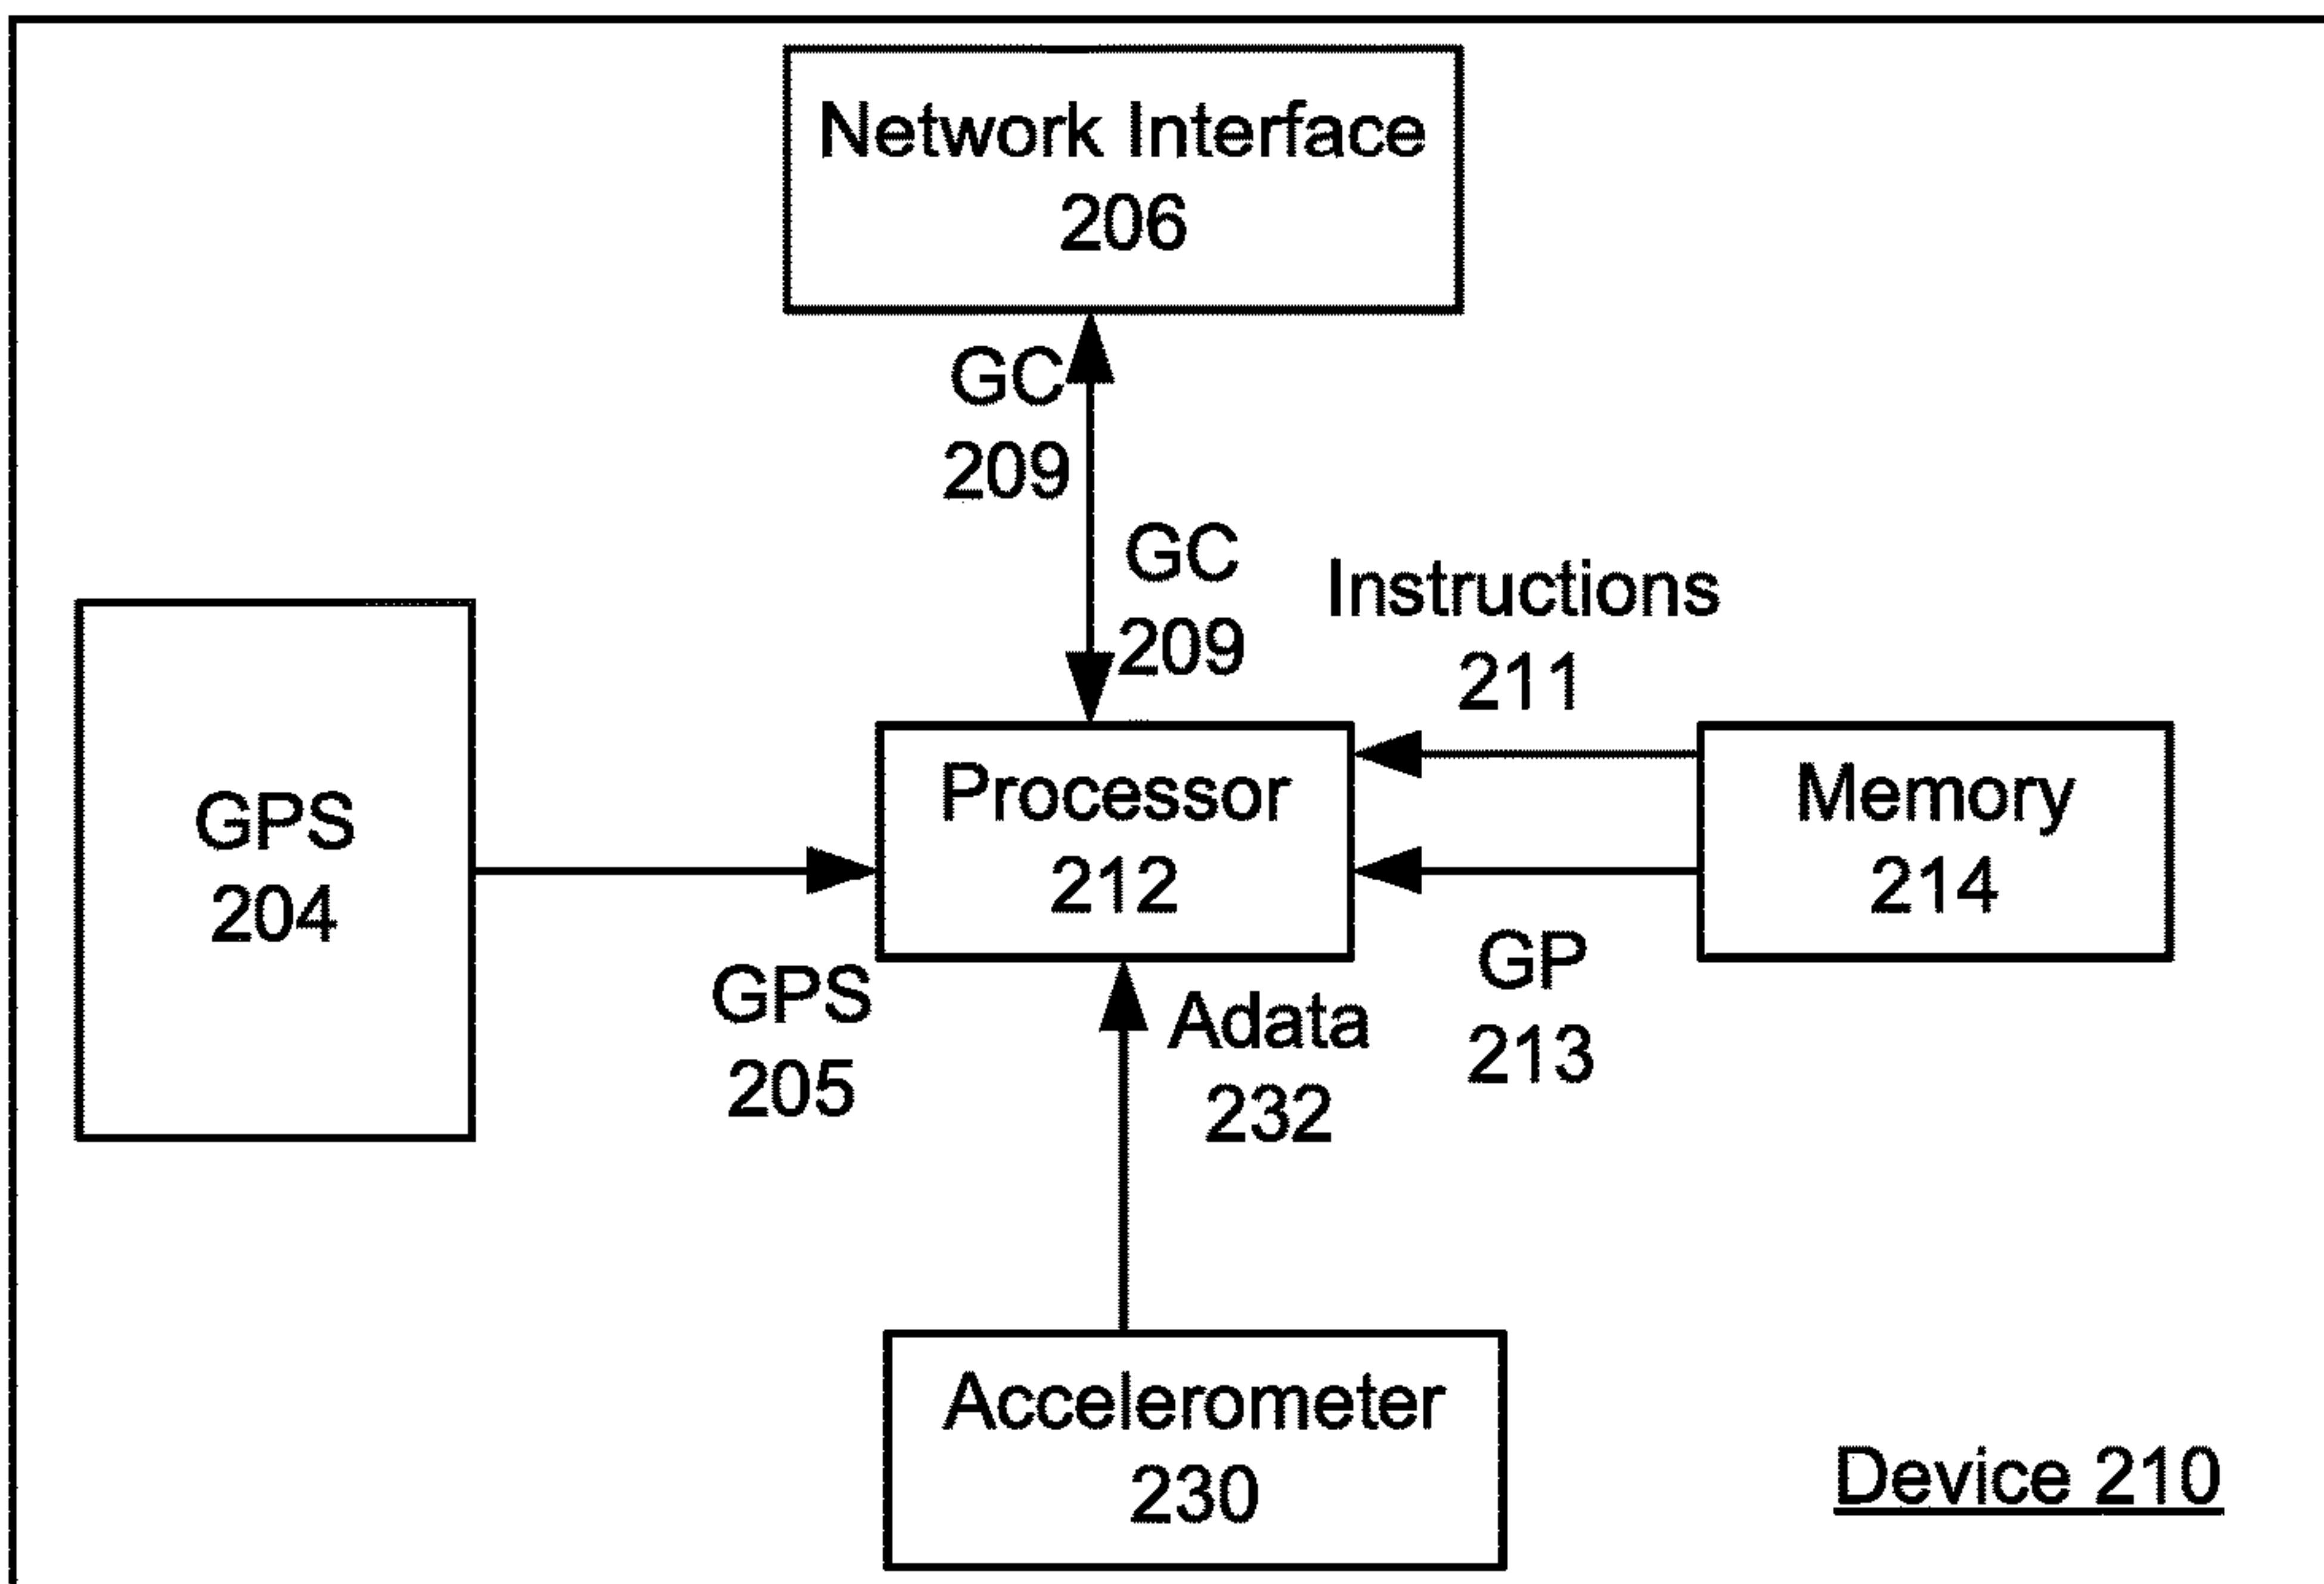 Network Interface
206
GC
209
GC
209
Instructions
211
GPS
204
Processor
212
Memory
214
GPS
205
Adata
232
GP
213
Accelerometer
230
Device 210